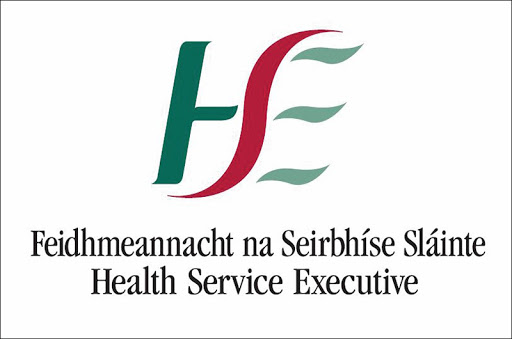 HSE
Feidhmeannacht na Seirbhíse Sláinte
Health Service Executive